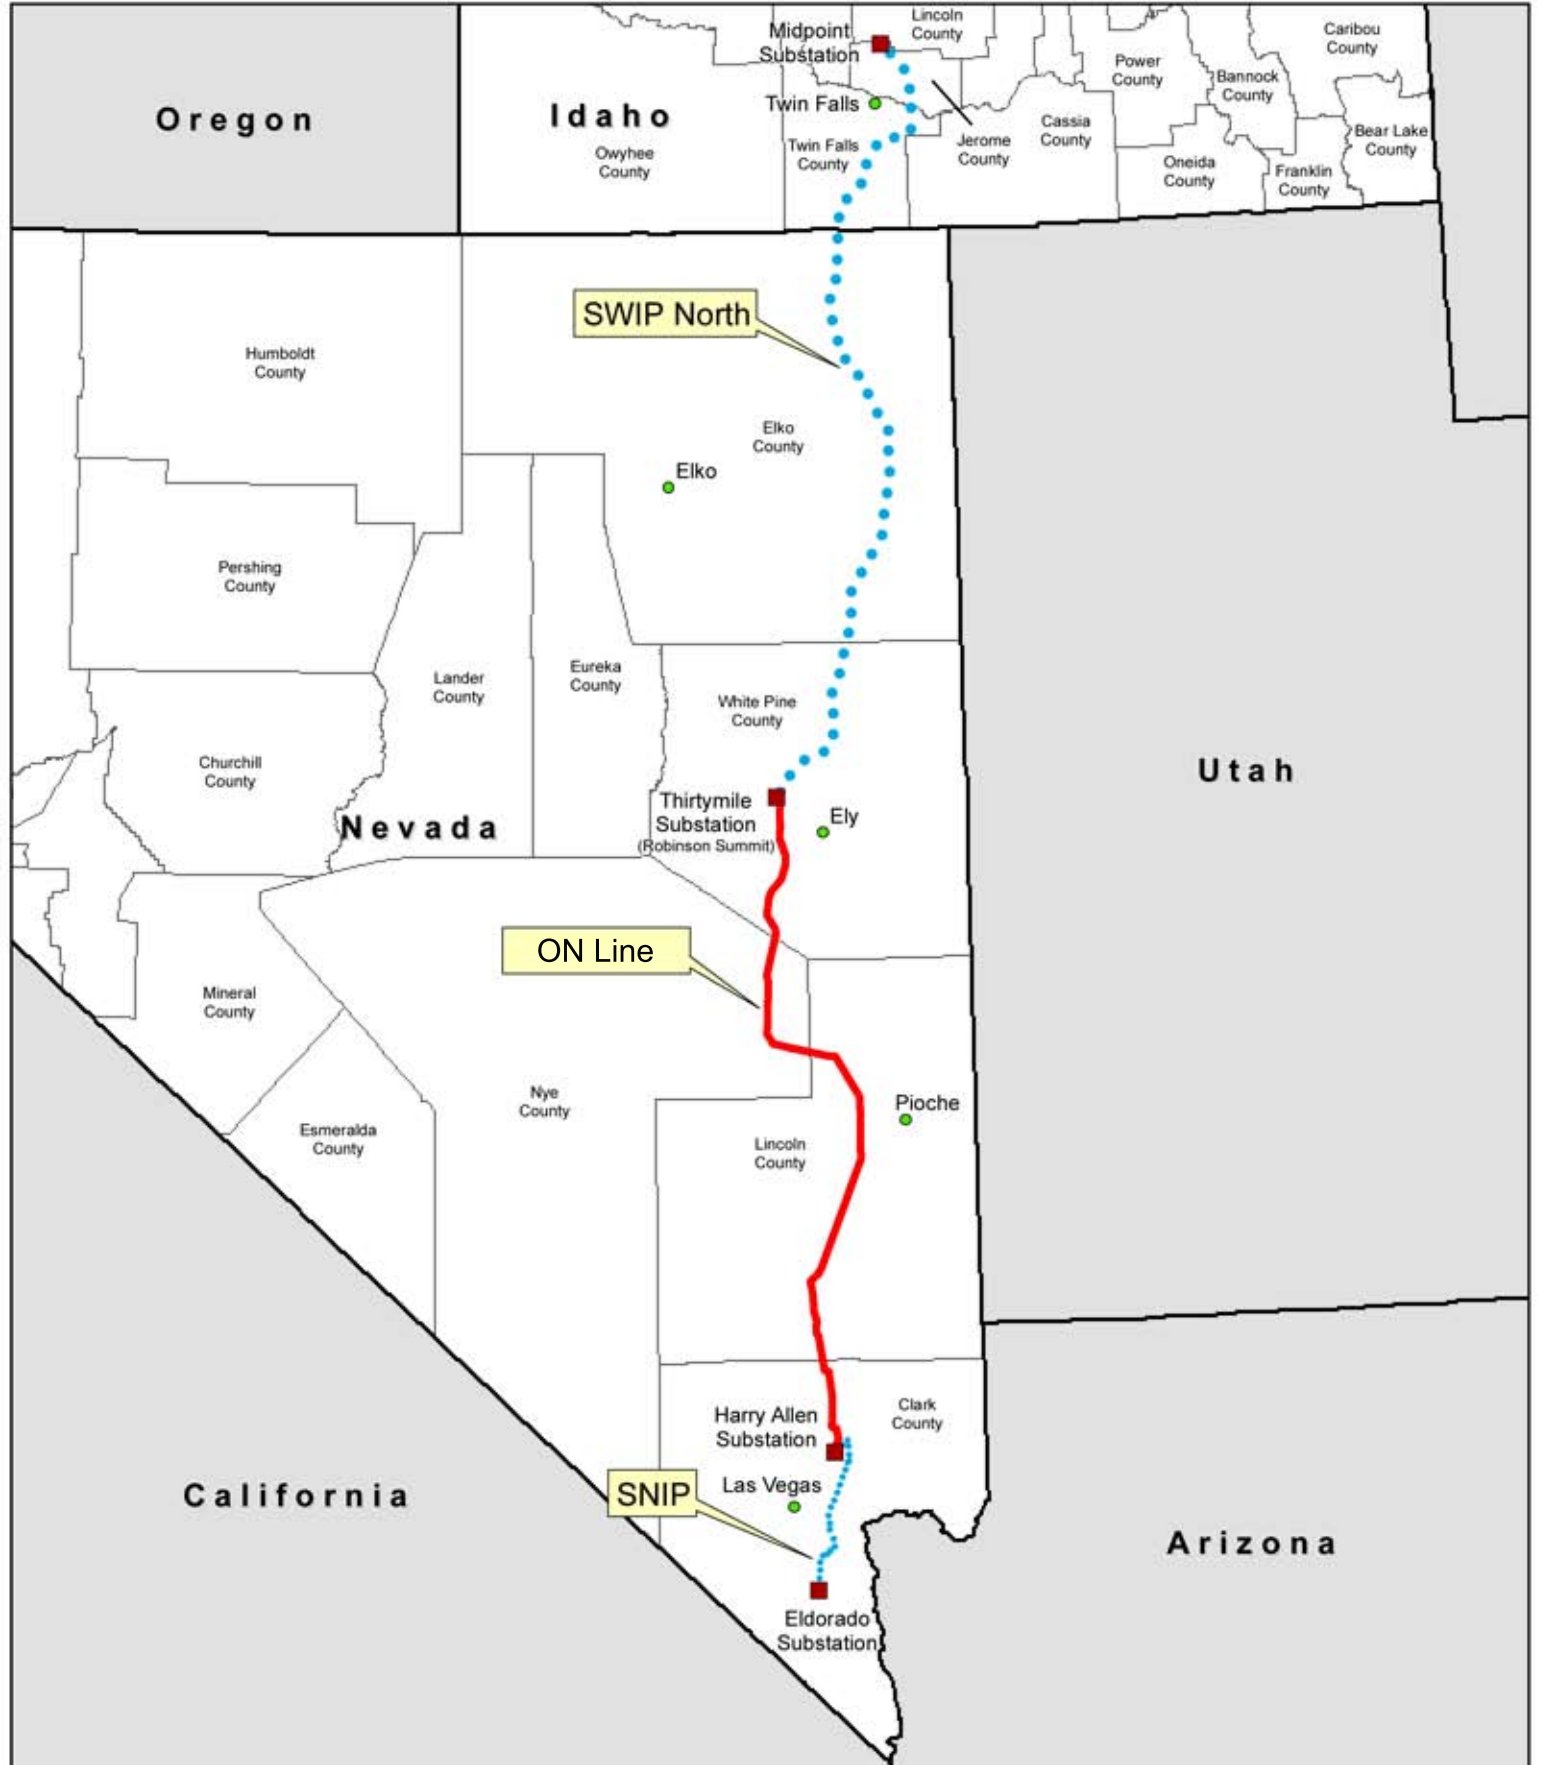 Midpoint
Substation
Lincoln
County
Caribou
County
Power
County
Bannock
County
Oregon
Idaho
Twin Falls
Owyhee
County
Twin Falls
County
Jerome
County
Cassia
County
Oneida
County
Franklin
County
Bear Lake
County
SWIP North
Humboldt
County
Elko
County
Elko
Pershing
County
Lander
County
Eureka
County
White Pine
County
Churchill
County
Utah
Nevada
Thirtymile
Substation
(Robinson Summit)
Ely
ON Line
Mineral
County
Nye
County
Pioche
Esmeralda
County
Lincoln
County
Harry Allen
Substation
Clark
County
California
SNIP
Las Vegas
Arizona
Eldorado
Substation